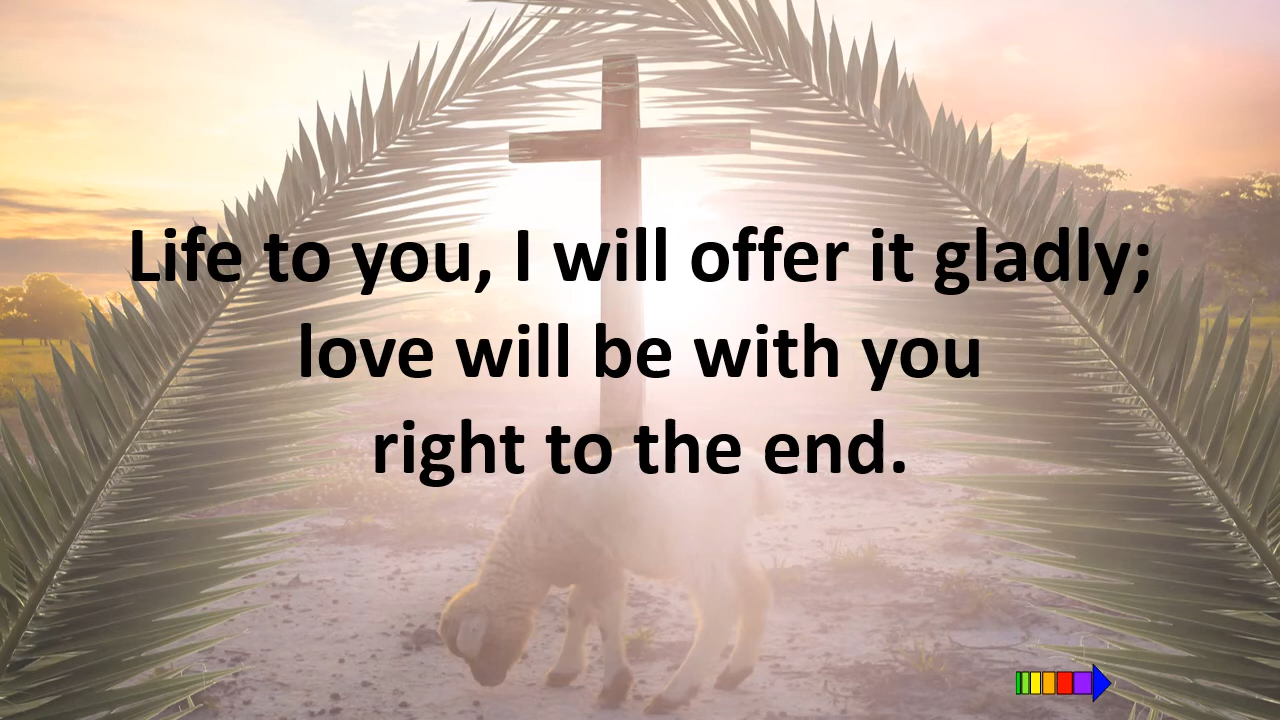 Life to you, I will offer it gladly;
love will be with you
right to the end.